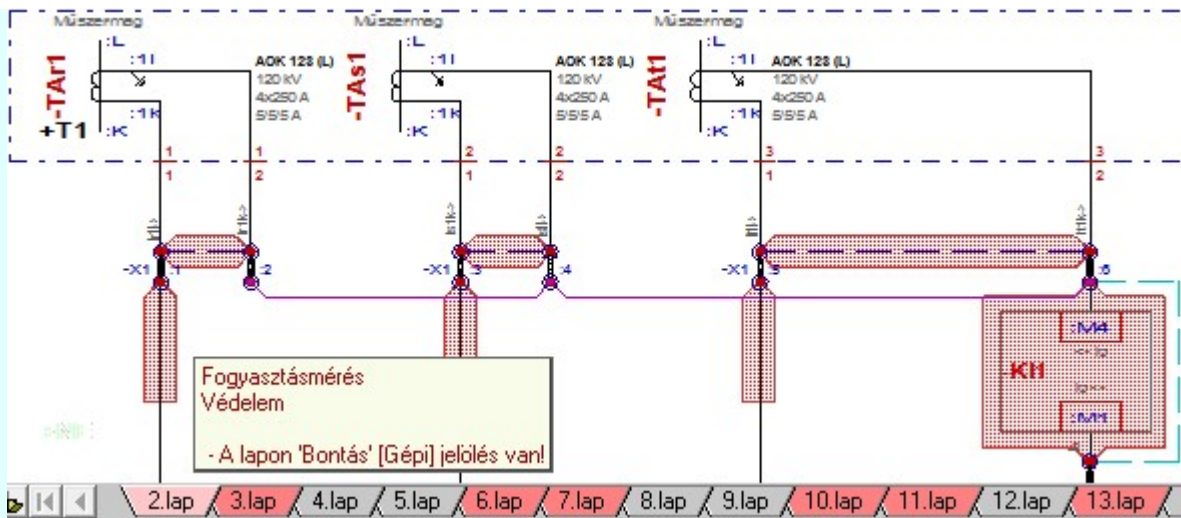 Műszermag
Műszermag
Műszermag
:L
:1l
-TAr1
+T1
:1k
:K
AOK 123 (L)
120 kV
4x250 A
5/5/5 A
:L
:1l
-TAs1
:1k
:K
AOK 123 (L)
120 kV
4x250 A
5/5/5 A
:L
:1l
-TAt1
:1k
:K
AOK 123 (L)
120 kV
4x250 A
5/5/5 A
1
1
2
2
3
3
1
2
1
2
1
2
-X1
:1
:2
-X1
:3
:4
-X1
:5
:6
:M4
-KI1
:M1
Fogyasztásmérés
Védelem
- A lapon 'Bontás' [Gépi] jelölés van!
2.lap
3.lap
4.lap
5.lap
6.lap
7.lap
8.lap
9.lap
10.lap
11.lap
12.lap
13.lap